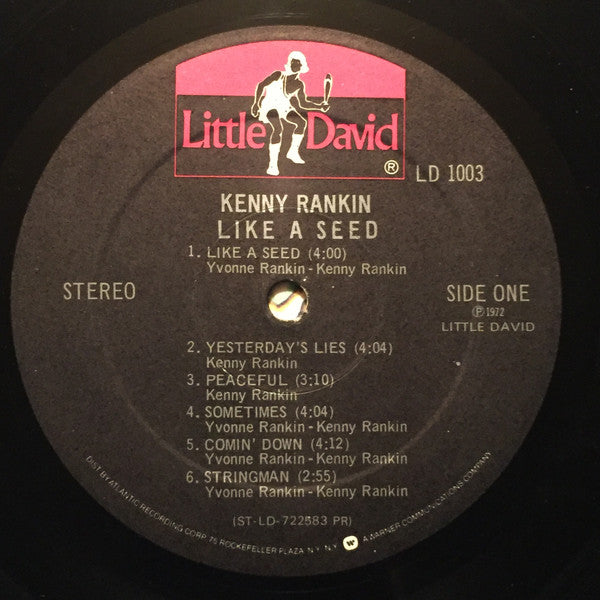 Little David
®
LD 1003
KENNY RANKIN
LIKE A SEED
1. LIKE A SEED (4:00)
Yvonne Rankin - Kenny Rankin
STEREO
SIDE ONE
℗ 1972
LITTLE DAVID
2. YESTERDAY'S LIES (4:04)
Kenny Rankin
3. PEACEFUL (3:10)
Kenny Rankin
4. SOMETIMES (4:04)
Yvonne Rankin - Kenny Rankin
5. COMIN' DOWN (4:12)
Yvonne Rankin - Kenny Rankin
6. STRINGMAN (2:55)
Yvonne Rankin - Kenny Rankin
(ST-LD-722583 PR)
DIST BY ATLANTIC RECORDING CORP. 75 ROCKEFELLER PLAZA N.Y. N.Y. W A WARNER COMMUNICATIONS COMPANY